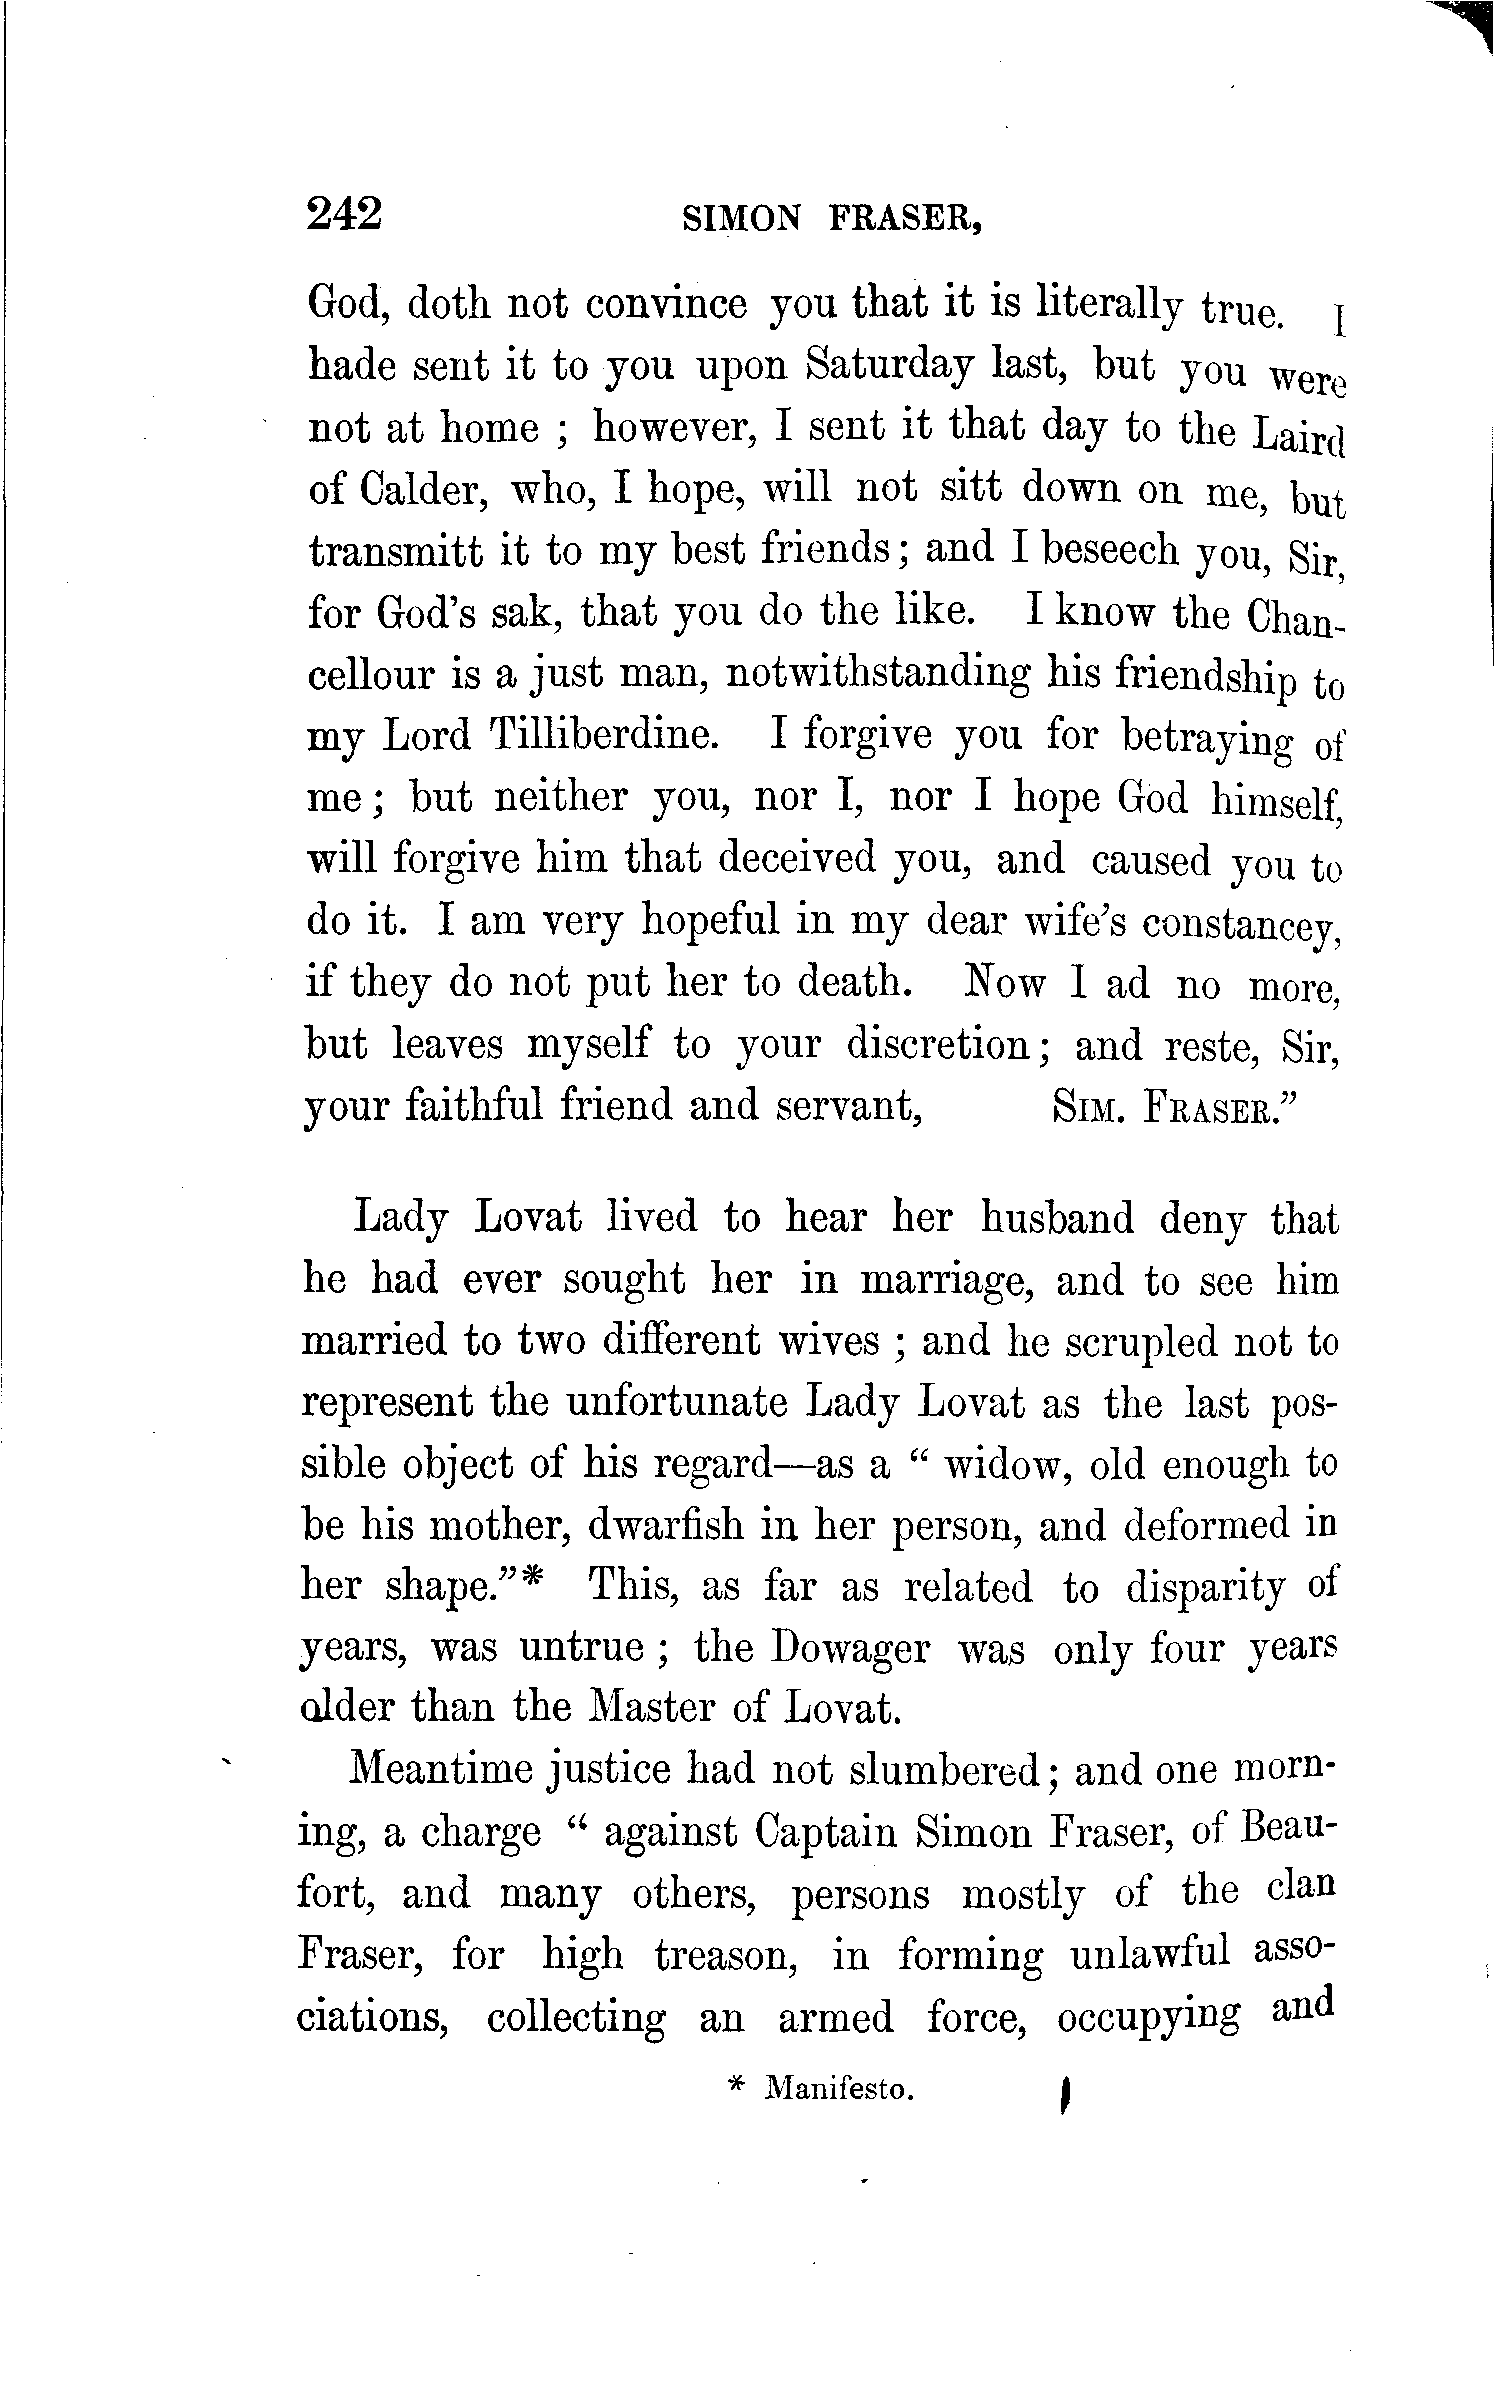 242 SIMON FRASER,
God, doth not convince you that it is literally true. I
hade sent it to you upon Saturday last, but you were
not at home ; however, I sent it that day to the Laird
of Calder, who, I hope, will not sitt down on me, but
transmitt it to my best friends; and I beseech you, Sir,
for God's sak, that you do the like. I know the Chan-
cellour is a just man, notwithstanding his friendship to
my Lord Tilliberdine. I forgive you for betraying of
me; but neither you, nor I, nor I hope God himself,
will forgive him that deceived you, and caused you to
do it. I am very hopeful in my dear wife's constancey,
if they do not put her to death. Now I ad no more,
but leaves myself to your discretion; and reste, Sir,
your faithful friend and servant, SIM. FRASER."
Lady Lovat lived to hear her husband deny that
he had ever sought her in marriage, and to see him
married to two different wives ; and he scrupled not to
represent the unfortunate Lady Lovat as the last pos-
sible object of his regard—as a " widow, old enough to
be his mother, dwarfish in her person, and deformed in
her shape."* This, as far as related to disparity of
years, was untrue ; the Dowager was only four years
older than the Master of Lovat.
Meantime justice had not slumbered; and one morn-
ing, a charge " against Captain Simon Fraser, of Beau-
fort, and many others, persons mostly of the clan
Fraser, for high treason, in forming unlawful asso-
ciations, collecting an armed force, occupying and
* Manifesto.